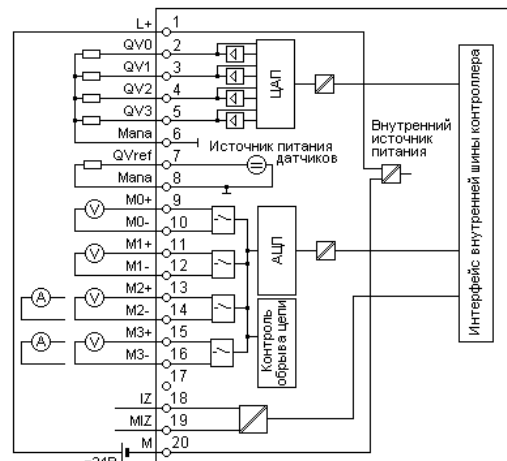 L+ 1
QV0 2
QV1 3
QV2 4
QV3 5
Mana 6
QVref 7
Mana 8
M0+ 9
M0- 10
M1+ 11
M1- 12
M2+ 13
M2- 14
M3+ 15
M3- 16
17
IZ 18
MIZ 19
M 20
=24В
V
V
A V
A V
ЦАП
Источник питания
датчиков
АЦП
Контроль
обрыва цепи
Внутренний
источник
питания
Интерфейс внутренней шины контроллера